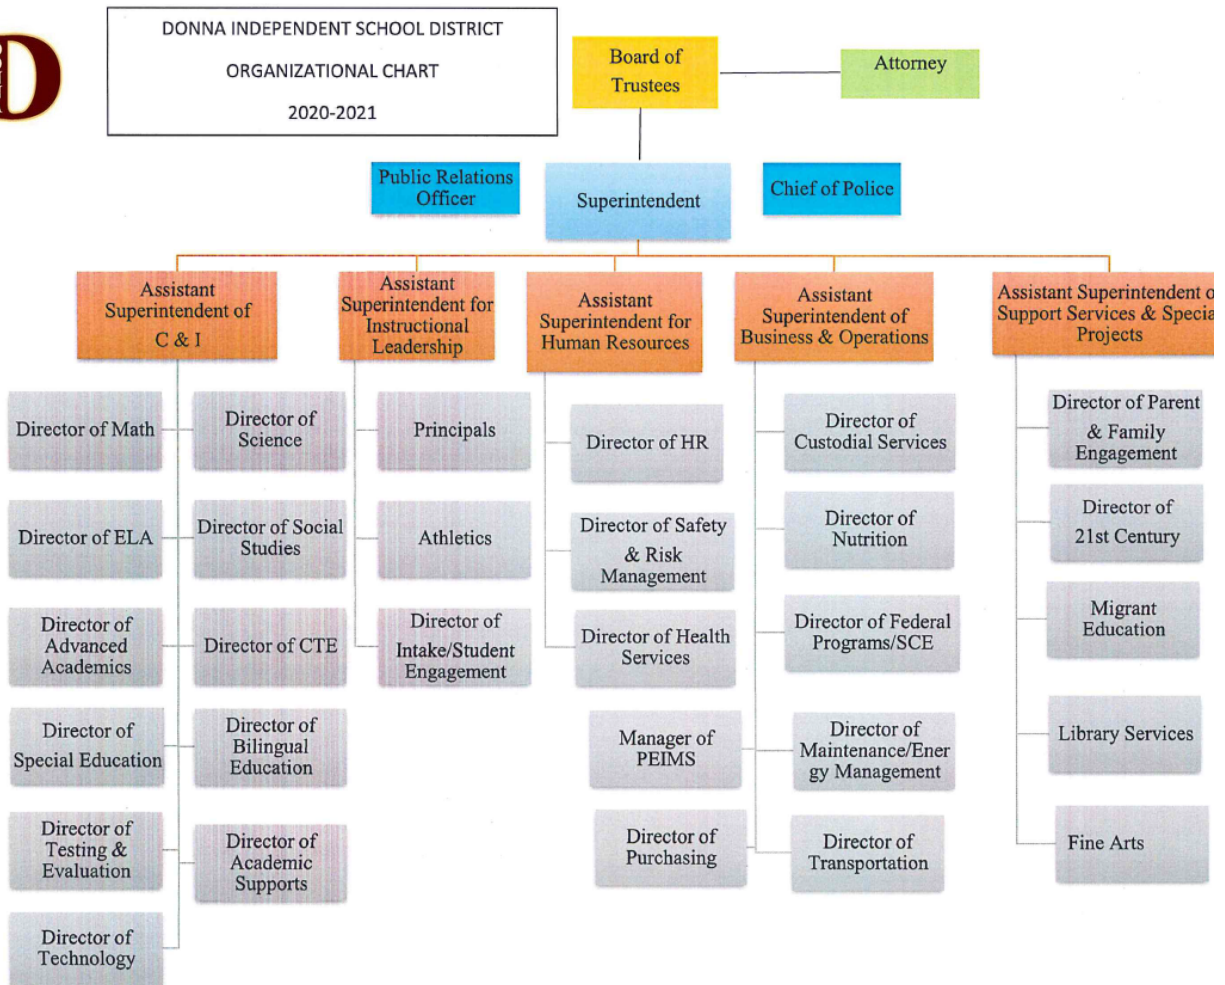 DONNA INDEPENDENT SCHOOL DISTRICT
ORGANIZATIONAL CHART
2020-2021
Board of
Trustees
Attorney
Public Relations
Officer
Superintendent
Chief of Police
Assistant
Superintendent of
C & I
Assistant
Superintendent for
Instructional
Leadership
Assistant
Superintendent for
Human Resources
Assistant
Superintendent of
Business & Operations
Assistant Superintendent o
Support Services & Specia
Projects
Director of Math
Director of
Science
Director of ELA
Director of Social
Studies
Director of
Advanced
Academics
Director of CTE
Director of
Special Education
Director of
Bilingual
Education
Director of
Testing &
Evaluation
Director of
Academic
Supports
Director of
Technology
Principals
Athletics
Director of
Intake/Student
Engagement
Director of HR
Director of Safety
& Risk
Management
Director of Health
Services
Director of
Custodial Services
Director of
Nutrition
Director of Federal
Programs/SCE
Manager of
PEIMS
Director of
Maintenance/Ener
gy Management
Director of
Purchasing
Director of
Transportation
Director of Parent
& Family
Engagement
Director of
21st Century
Migrant
Education
Library Services
Fine Arts